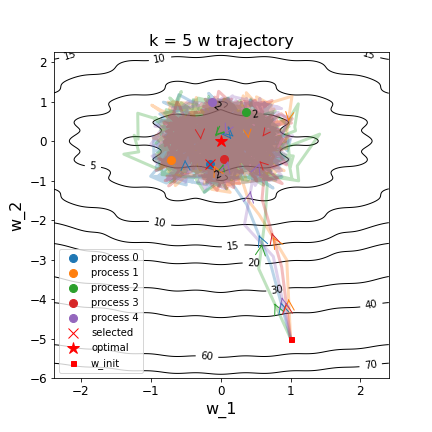 k = 5 w trajectory
15
10
15
2
1
2
0
5
-1
2
-2
10
15
-3
20
30
-4
40
-5
60
70
-6
w_2
process 0
process 1
process 2
process 3
process 4
selected
optimal
w_init
-2
-1
0
1
2
w_1